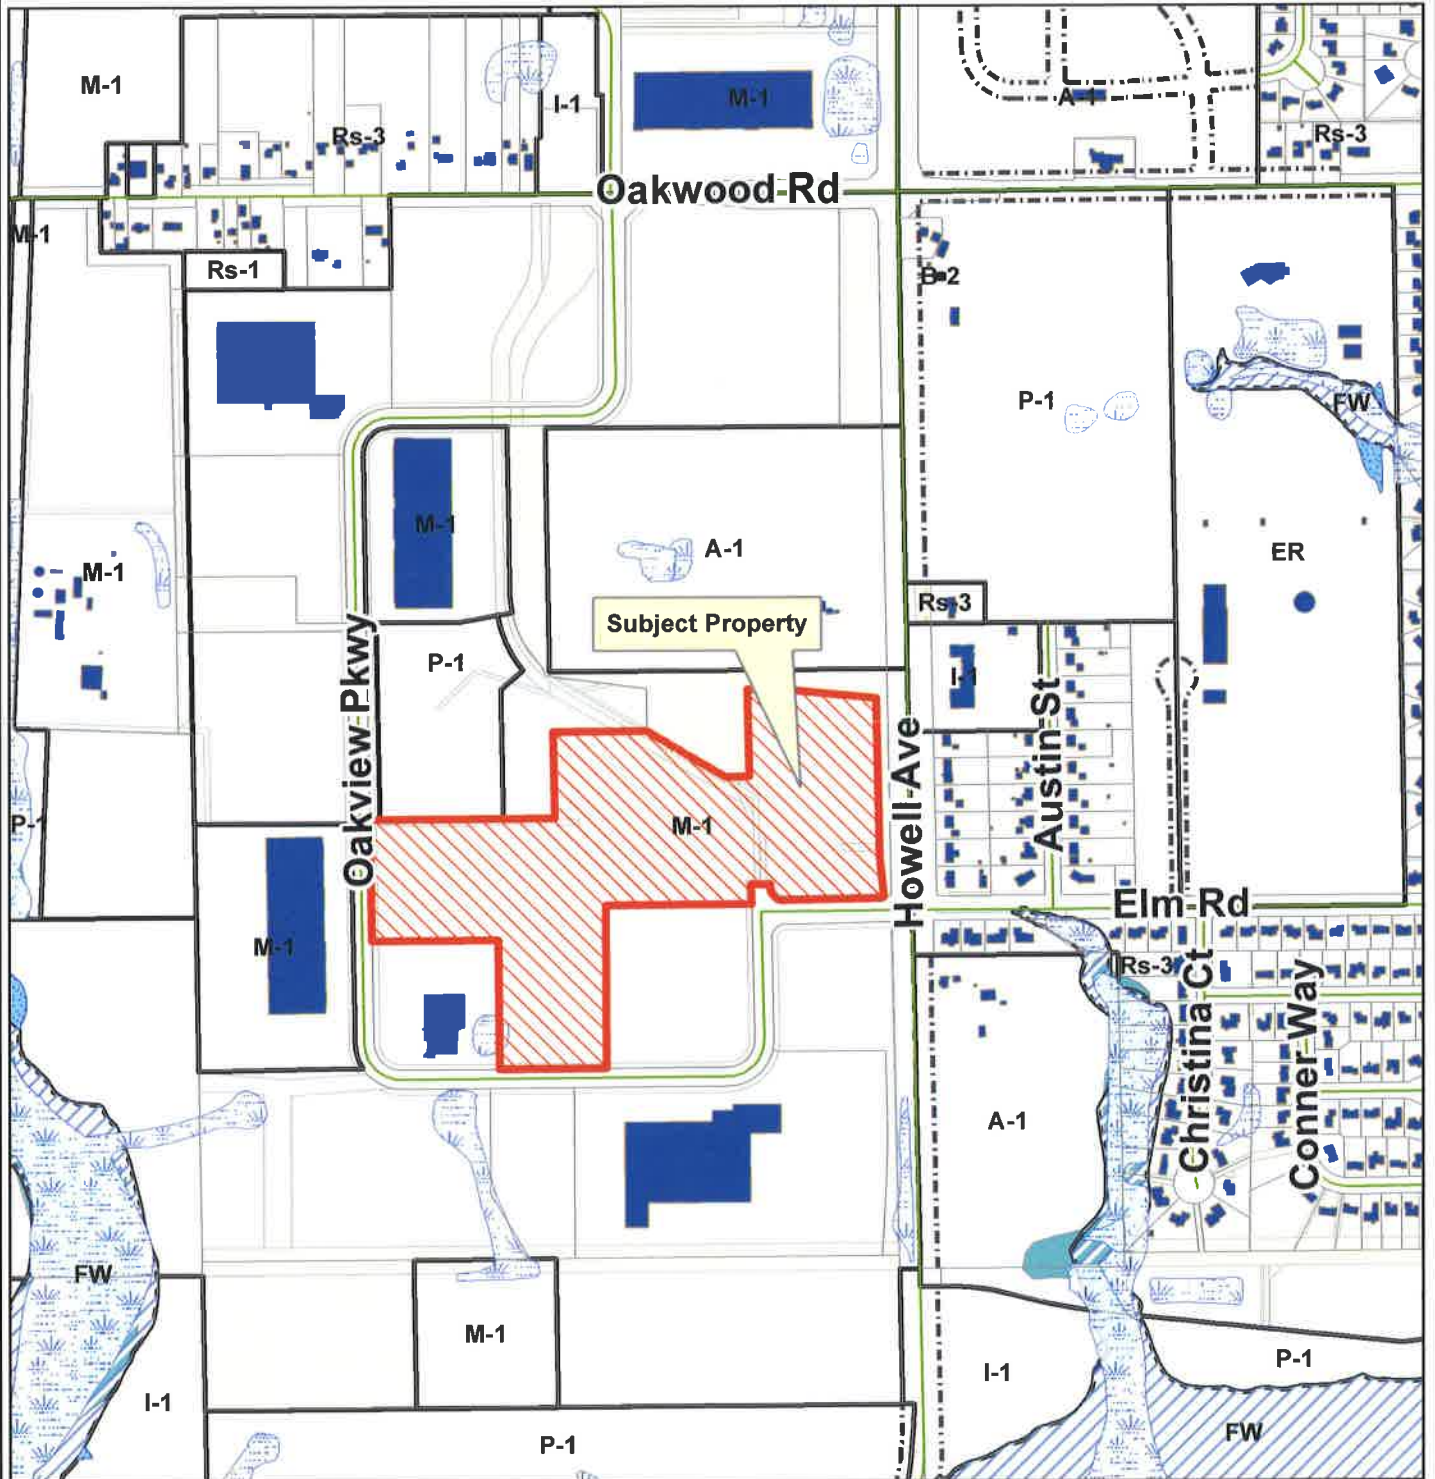 M-1
I-1
M-1
A-1
Rs-3
Rs-3
Oakwood Rd
M-1
Rs-1
B-2
P-1
FW
M-1
A-1
ER
M-1
Rs-3
Subject Property
P-1
I-1
Oakview Pkwy
Howell Ave
Austin St
P-1
M-1
Elm Rd
M-1
Rs-3
Christina Ct
Conner Way
A-1
FW
M-1
P-1
I-1
I-1
P-1
FW